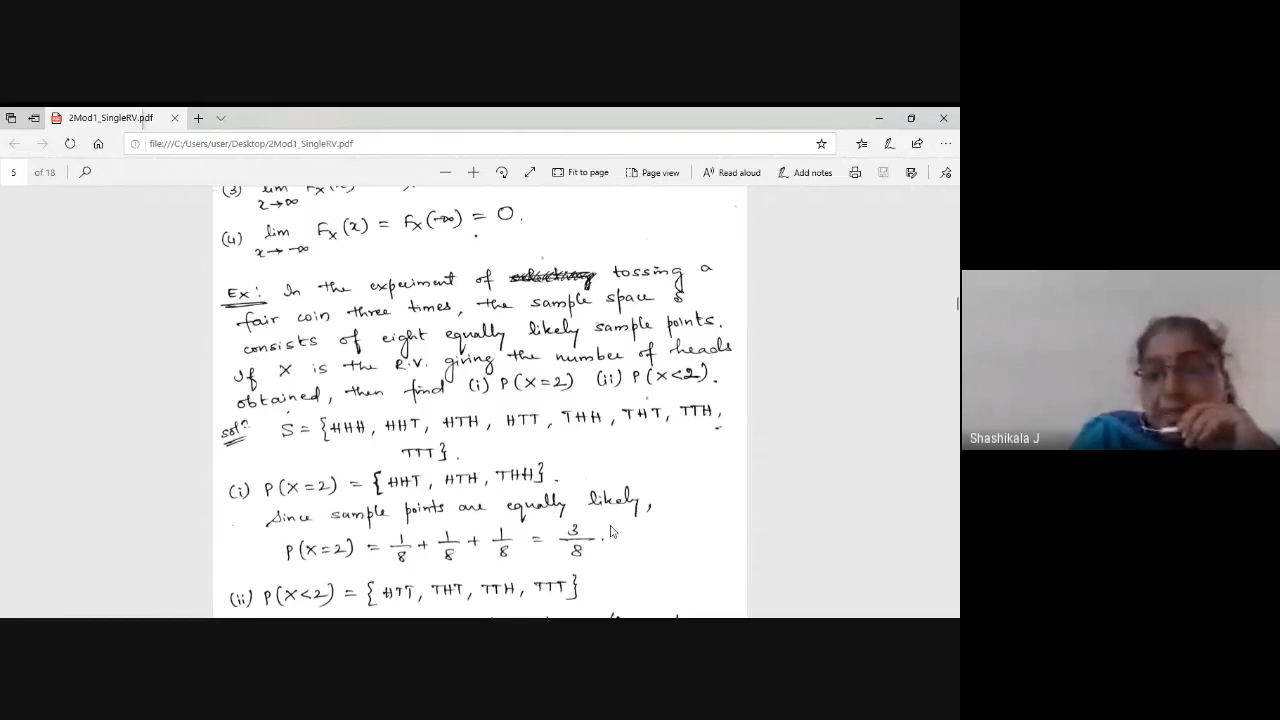 2Mod1_SingleRV.pdf
file:///C:/Users/user/Desktop/2Mod1_SingleRV.pdf
5 of 18 Fit to page Page view Read aloud Add notes
(3) lim
x→∞
(4) lim Fx(x) = Fx(-∞) = 0.
x→-∞
Ex: In the experiment of tossing a
fair coin three times, the sample space S
consists of eight equally likely sample points.
If X is the R.V. giving the number of heads
obtained, then find (i) P(X=2) (ii) P(X<2).
Sol: S = {HHH, HHT, HTH, HTT, THH, THT, TTH,
TTT}.
(i) P(X=2) = {HHT, HTH, THH}.
Since sample points are equally likely,
P(X=2) = 1/8 + 1/8 + 1/8 = 3/8.
(ii) P(X<2) = {HTT, THT, TTH, TTT}
Shashikala J